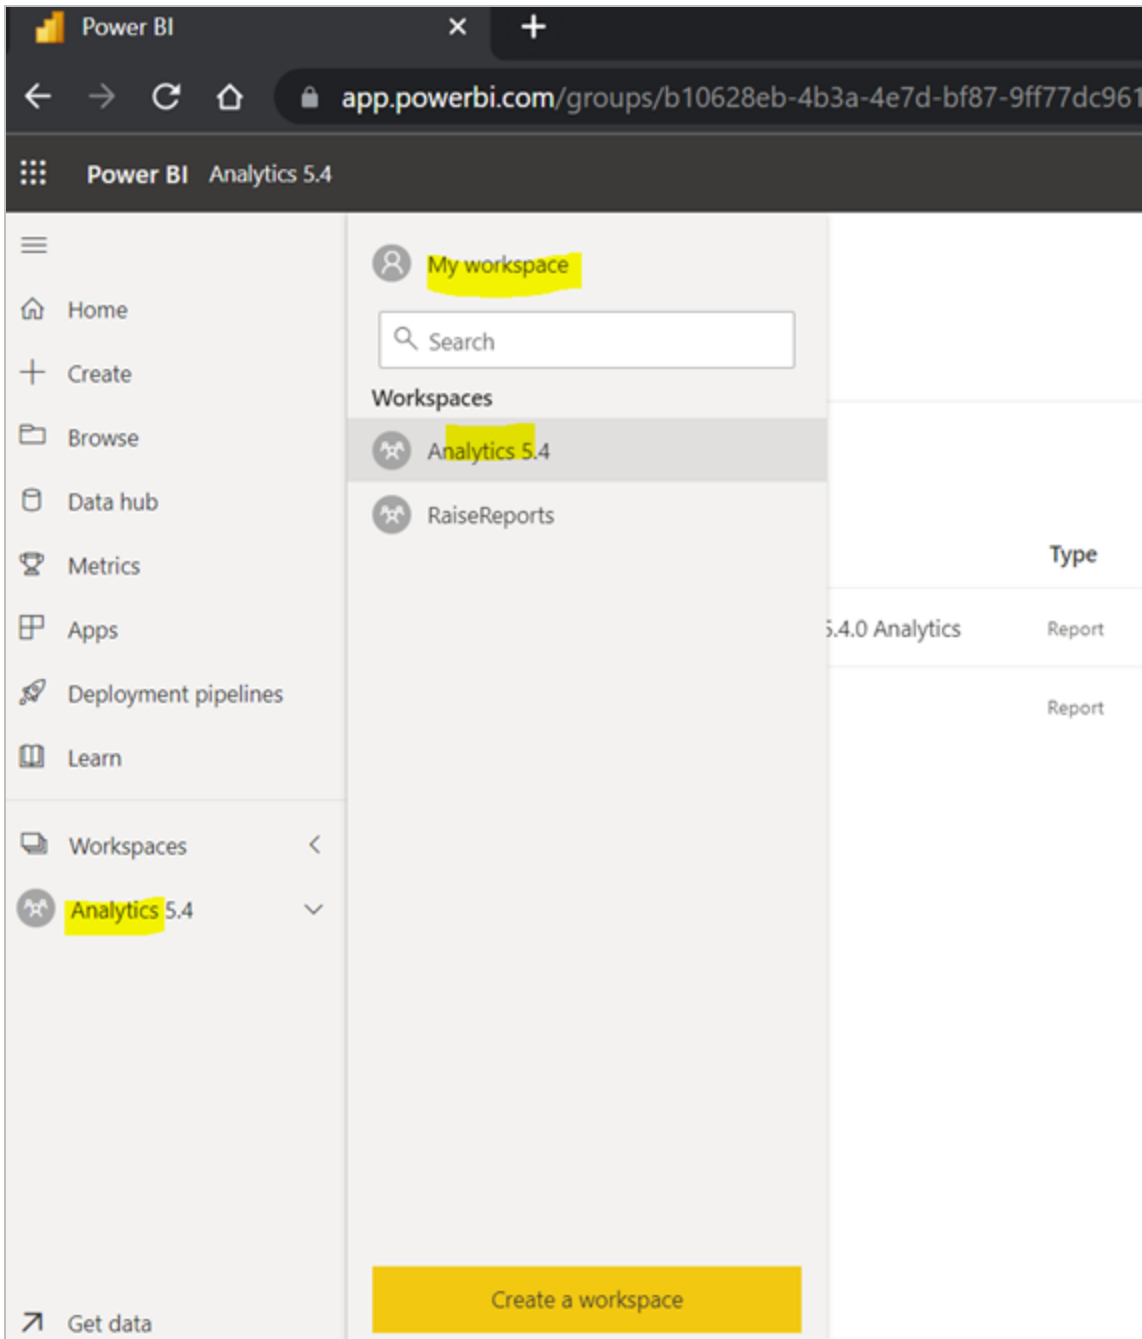 Power BI
app.powerbi.com/groups/b10628eb-4b3a-4e7d-bf87-9ff77dc961
Power BI Analytics 5.4
My workspace
Home
Search
Create
Workspaces
Browse
Analytics 5.4
Data hub
RaiseReports
Metrics
Type
Apps
5.4.0 Analytics Report
Deployment pipelines
Report
Learn
Workspaces
Analytics 5.4
Create a workspace
Get data